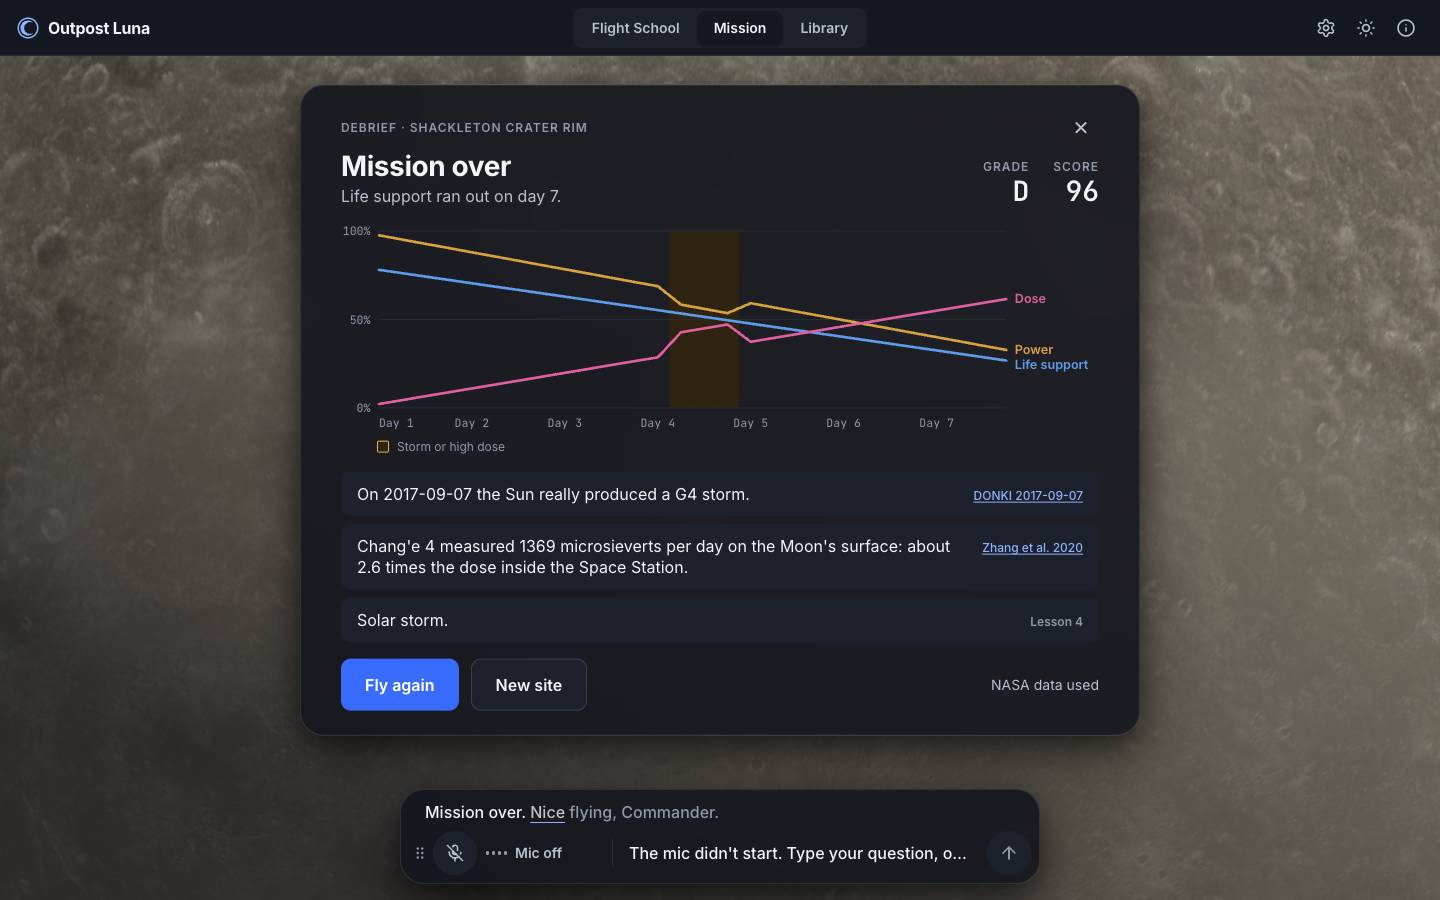 Outpost Luna
Flight School
Mission
Library
DEBRIEF · SHACKLETON CRATER RIM
Mission over
Life support ran out on day 7.
GRADE
SCORE
D
96
100%
50%
0%
Dose
Power
Life support
Day 1
Day 2
Day 3
Day 4
Day 5
Day 6
Day 7
Storm or high dose
On 2017-09-07 the Sun really produced a G4 storm.
DONKI 2017-09-07
Chang'e 4 measured 1369 microsieverts per day on the Moon's surface: about
2.6 times the dose inside the Space Station.
Zhang et al. 2020
Solar storm.
Lesson 4
Fly again
New site
NASA data used
Mission over. Nice flying, Commander.
Mic off
The mic didn't start. Type your question, o...